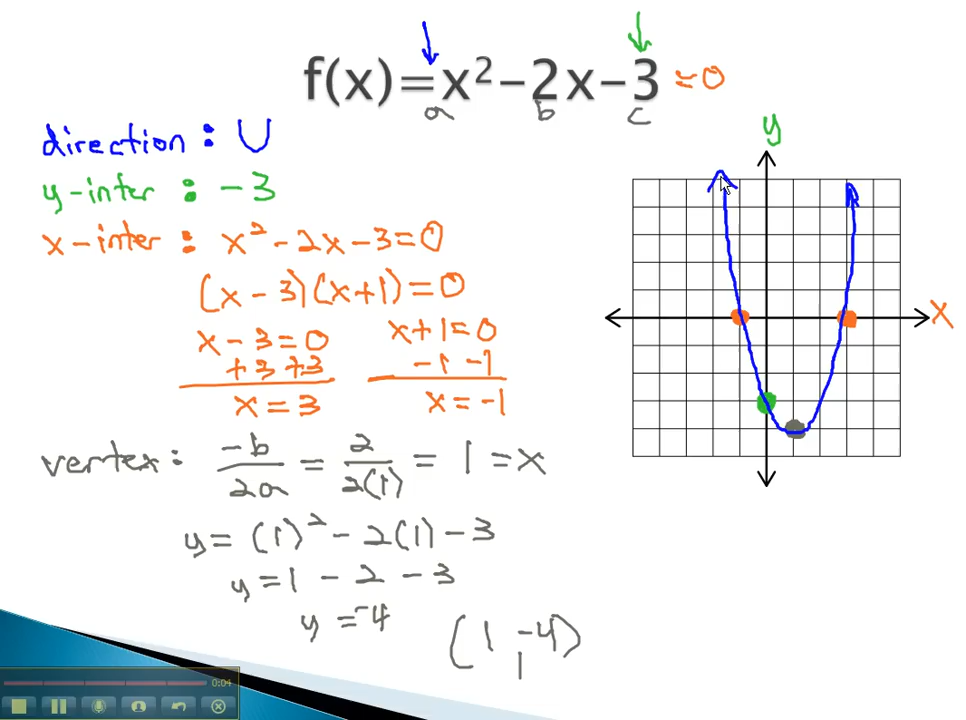 f(x)=x²-2x-3 =0
a b c
direction : U
y-inter : -3
x-inter : x² - 2x - 3 = 0
(x - 3)(x + 1) = 0
x - 3 = 0 x + 1 = 0
+3 +3 -1 -1
x = 3 x = -1
vertex : -b/2a = 2/2(1) = 1 = x
y = (1)² - 2(1) - 3
y = 1 - 2 - 3
y = -4
(1, -4)
y
x
0:04